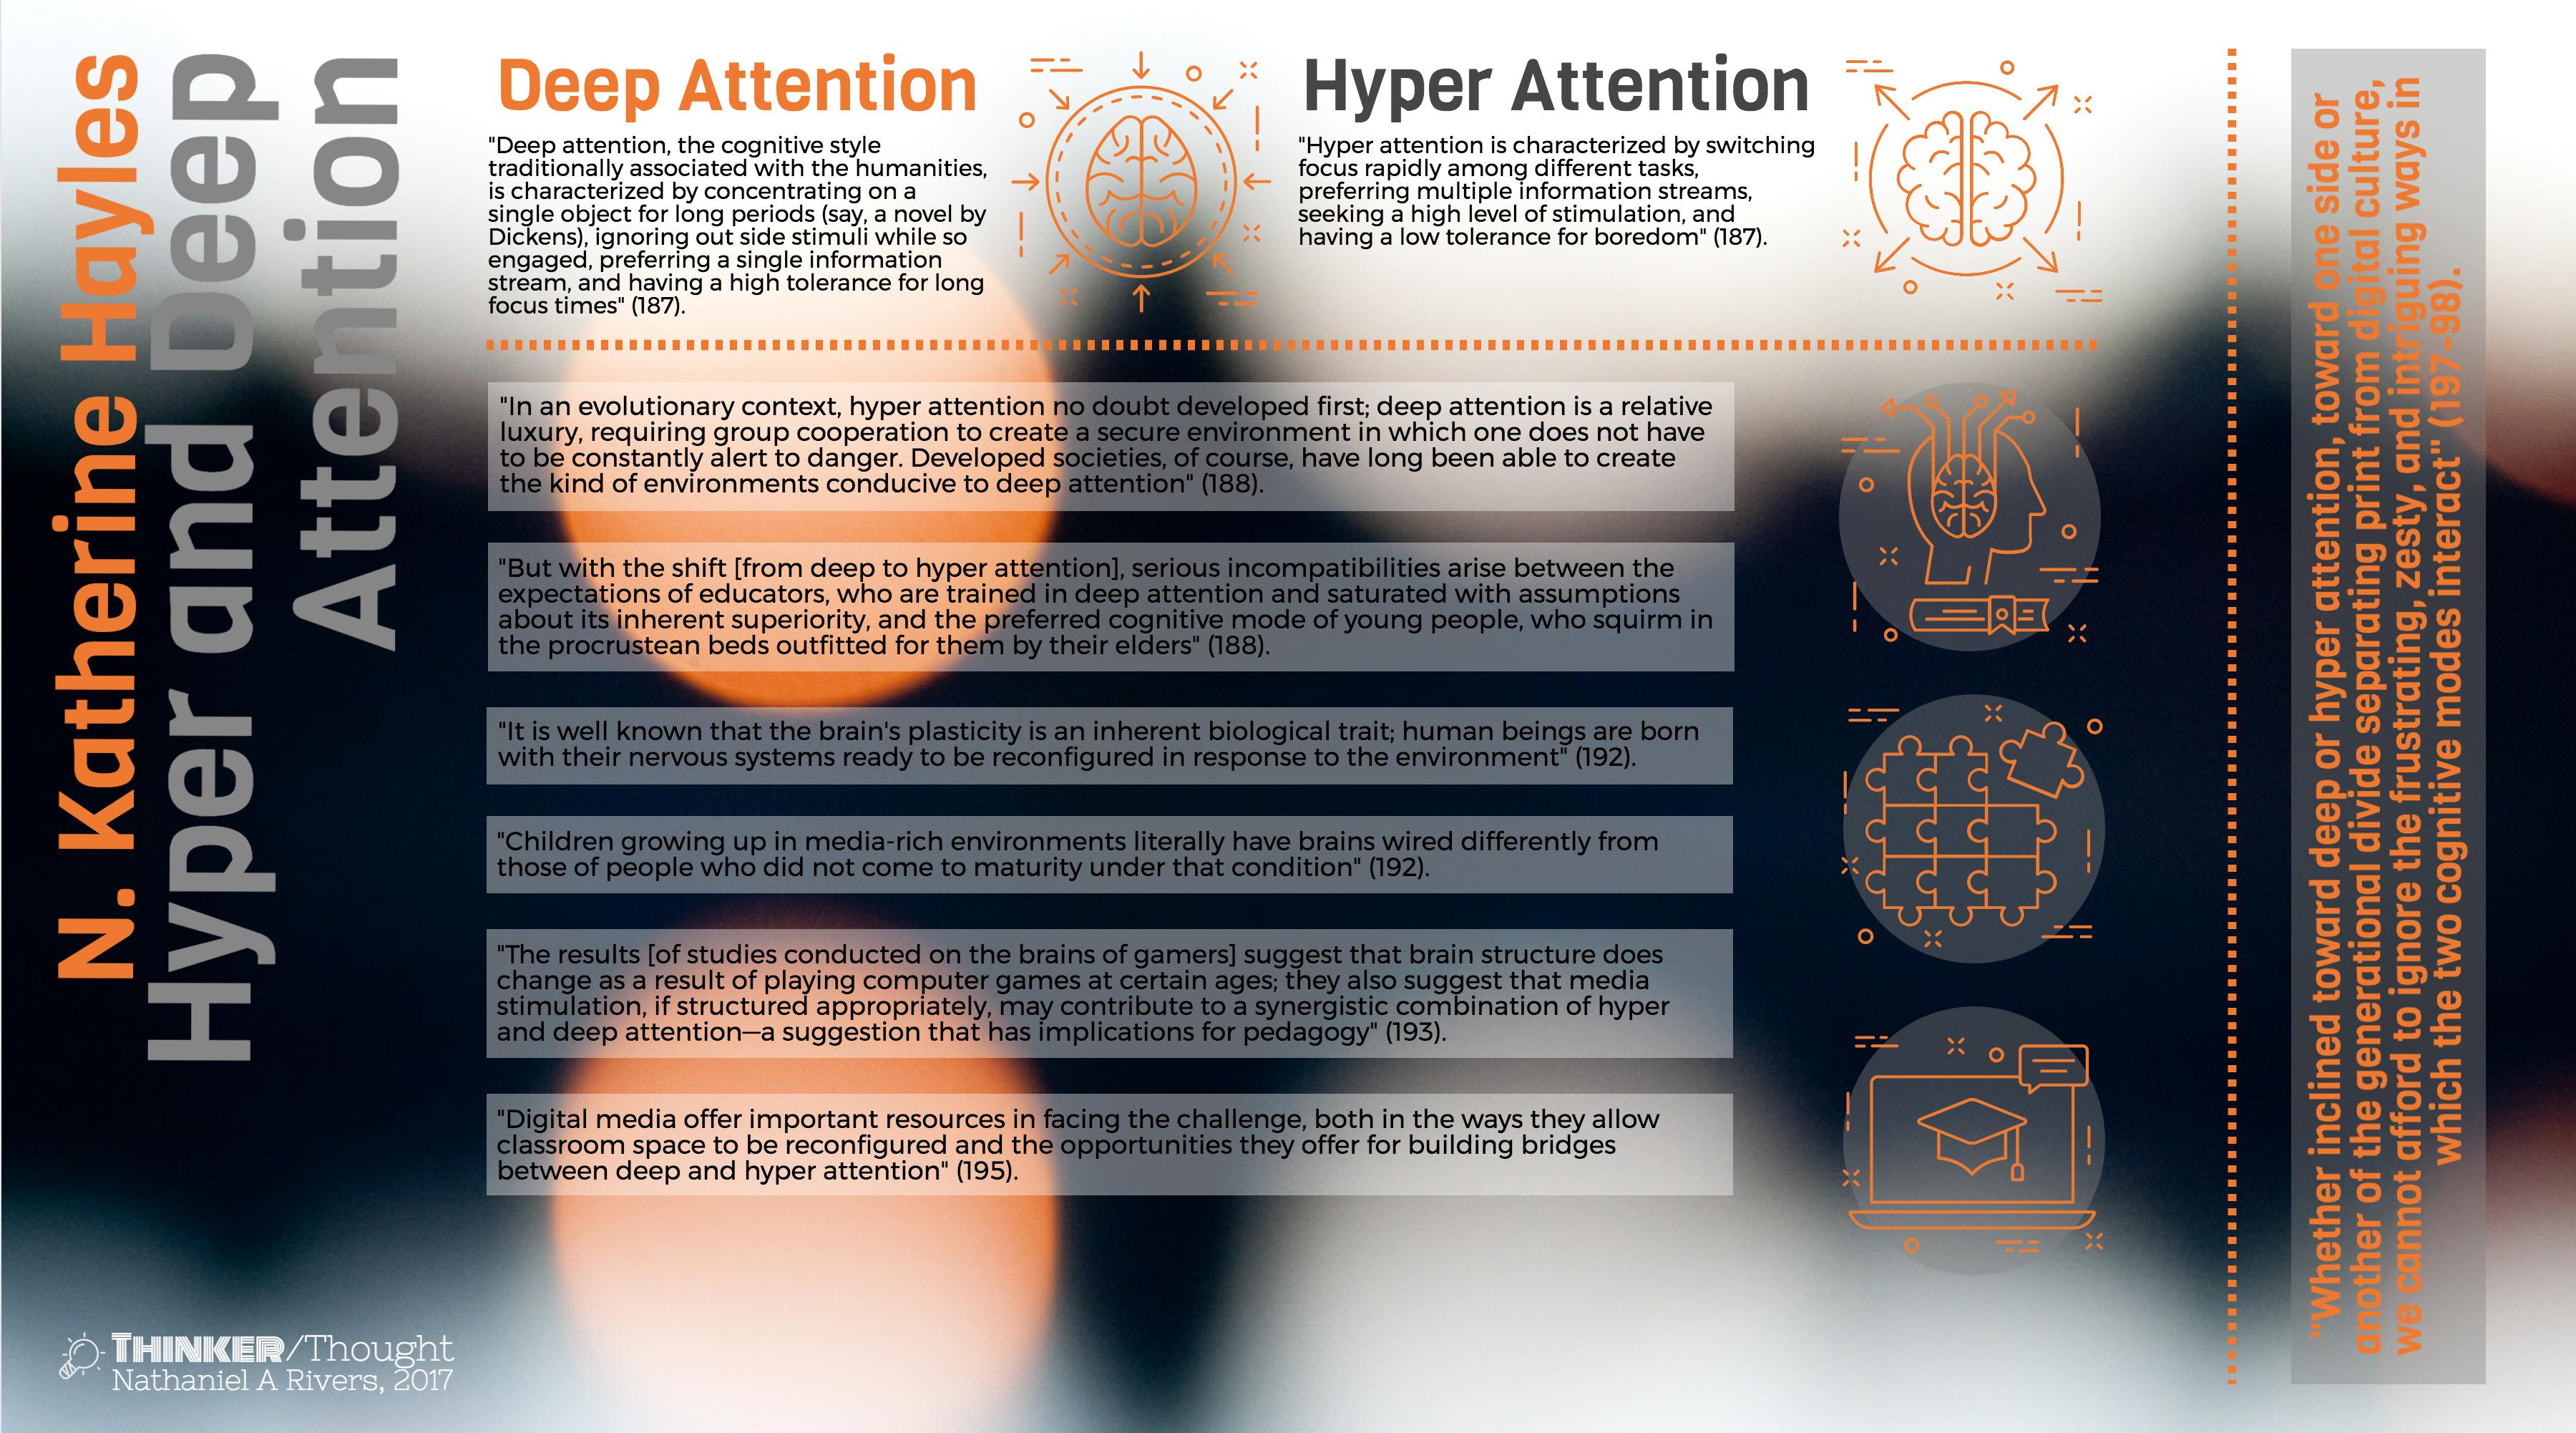 N. Katherine Hayles
Hyper and Deep
Attention
Deep Attention
"Deep attention, the cognitive style
traditionally associated with the humanities,
is characterized by concentrating on a
single object for long periods (say, a novel by
Dickens), ignoring out side stimuli while so
engaged, preferring a single information
stream, and having a high tolerance for long
focus times" (187).
Hyper Attention
"Hyper attention is characterized by switching
focus rapidly among different tasks,
preferring multiple information streams,
seeking a high level of stimulation, and
having a low tolerance for boredom" (187).
"In an evolutionary context, hyper attention no doubt developed first; deep attention is a relative
luxury, requiring group cooperation to create a secure environment in which one does not have
to be constantly alert to danger. Developed societies, of course, have long been able to create
the kind of environments conducive to deep attention" (188).
"But with the shift [from deep to hyper attention], serious incompatibilities arise between the
expectations of educators, who are trained in deep attention and saturated with assumptions
about its inherent superiority, and the preferred cognitive mode of young people, who squirm in
the procrustean beds outfitted for them by their elders" (188).
"It is well known that the brain's plasticity is an inherent biological trait; human beings are born
with their nervous systems ready to be reconfigured in response to the environment" (192).
"Children growing up in media-rich environments literally have brains wired differently from
those of people who did not come to maturity under that condition" (192).
"The results [of studies conducted on the brains of gamers] suggest that brain structure does
change as a result of playing computer games at certain ages; they also suggest that media
stimulation, if structured appropriately, may contribute to a synergistic combination of hyper
and deep attention—a suggestion that has implications for pedagogy" (193).
"Digital media offer important resources in facing the challenge, both in the ways they allow
classroom space to be reconfigured and the opportunities they offer for building bridges
between deep and hyper attention" (195).
"Whether inclined toward deep or hyper attention, toward one side or
another of the generational divide separating print from digital culture,
we cannot afford to ignore the frustrating, zesty, and intriguing ways in
which the two cognitive modes interact" (197-98).
THINKER/Thought
Nathaniel A Rivers, 2017